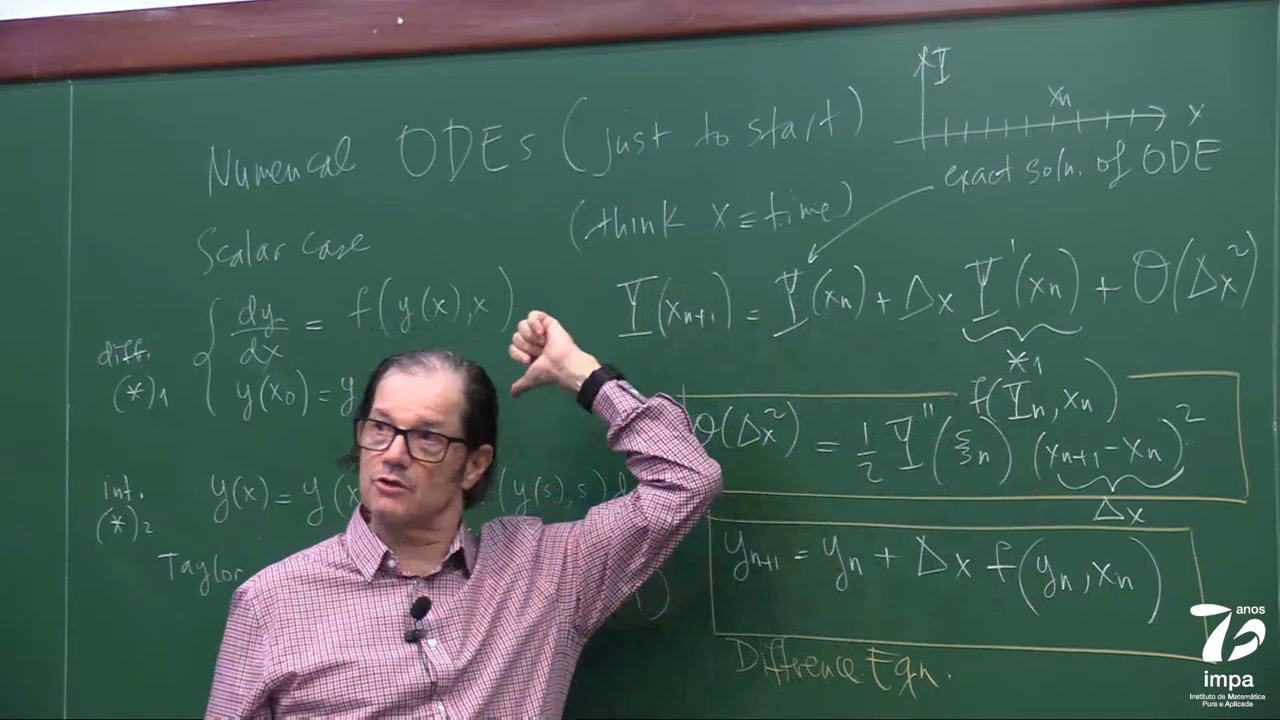 Numerical ODEs (just to start)
(think x ≡ time)
Scalar case
diff. (*)1
dy/dx = f(y(x), x)
y(x0) = y
int. (*)2
y(x) = y(x (y(s), s)
Taylor
Y
xn
x
exact soln. of ODE
Y(xn+1) = Y(xn) + Δx Y'(xn) + O(Δx²)
*1
f(Yn, xn)
O(Δx²) = 1/2 Y''(ξn) (xn+1 - xn)²
Δx
yn+1 = yn + Δx f(yn, xn)
Diffrence Eqn.
anos
impa
Instituto de Matemática
Pura e Aplicada